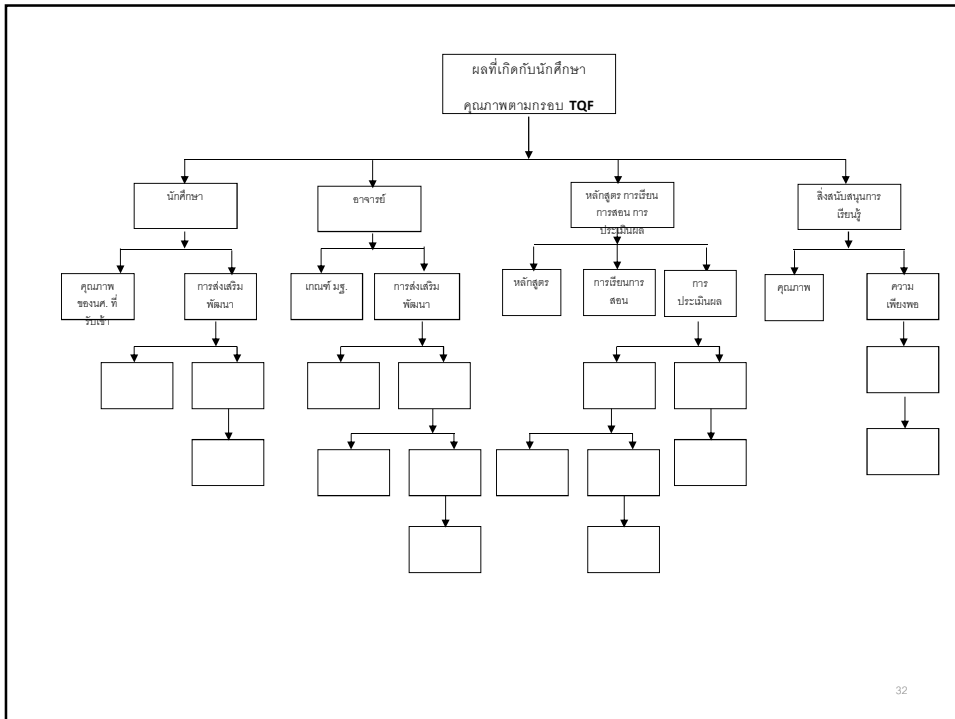 ผลที่เกิดกับนักศึกษา
คุณภาพตามกรอบ TQF
นักศึกษา
อาจารย์
หลักสูตร การเรียน
การสอน การ
ประเมินผล
สิ่งสนับสนุนการ
เรียนรู้
คุณภาพ
ของนศ. ที่
รับเข้า
การส่งเสริม
พัฒนา
เกณฑ์ มฐ.
การส่งเสริม
พัฒนา
หลักสูตร
การเรียนการ
สอน
การ
ประเมินผล
คุณภาพ
ความ
เพียงพอ
32